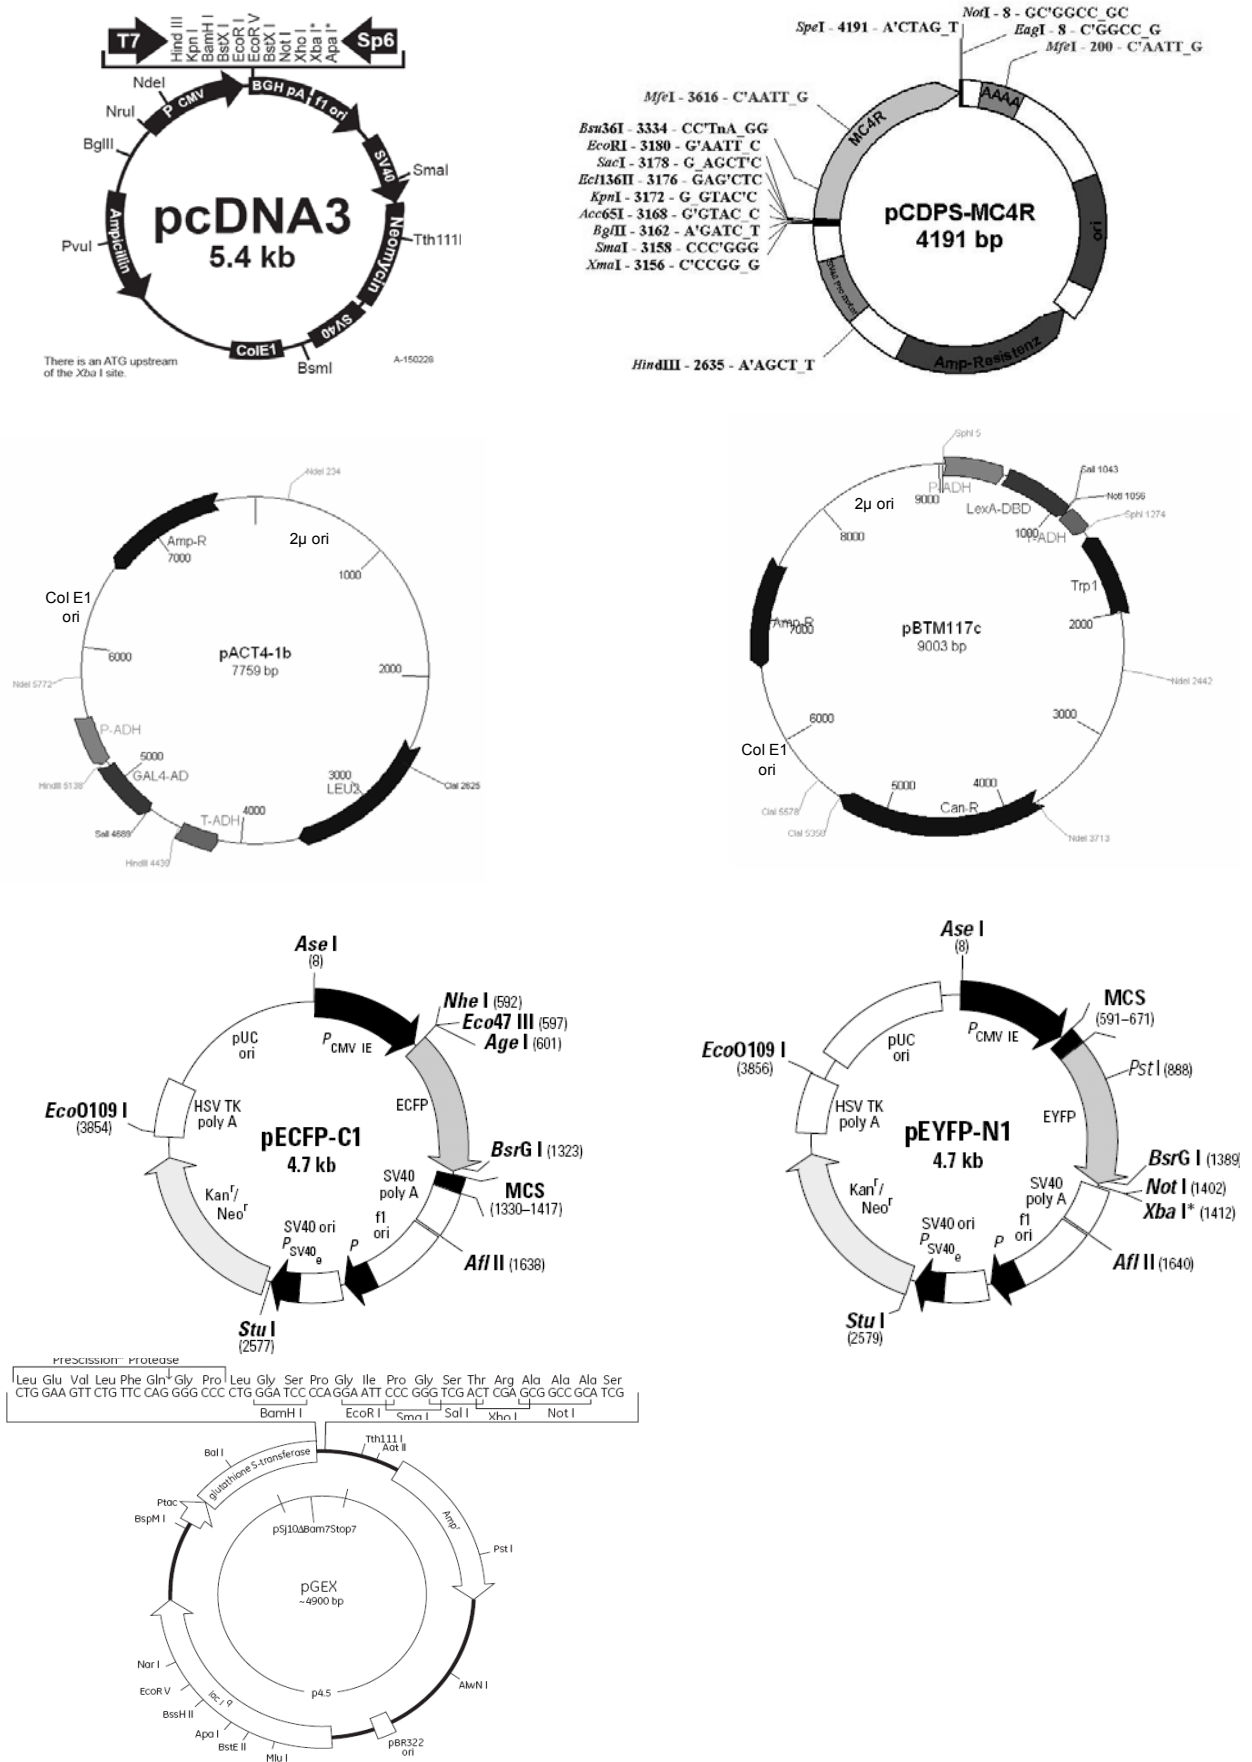 T7
Hind III
Kpn I
BamH I
BstX I
EcoR I
EcoR V
BstX I
Not I
Xho I
Xba I*
Apa I*
Sp6
NdeI
NruI
BglII
PvuI
P CMV
BGH pA
f1 ori
SV40
SmaI
Neomycin
Tth111I
SV40
BsmI
ColE1
Ampicillin
pcDNA3
5.4 kb
There is an ATG upstream
of the Xba I site.
A-150228
SpeI - 4191 - A'CTAG_T
NotI - 8 - GC'GGCC_GC
EagI - 8 - C'GGCC_G
MfeI - 200 - C'AATT_G
MfeI - 3616 - C'AATT_G
Bsu36I - 3334 - CC'TnA_GG
EcoRI - 3180 - G'AATT_C
SacI - 3178 - G_AGCT'C
Ecl136II - 3176 - GAG'CTC
KpnI - 3172 - G_GTAC'C
Acc65I - 3168 - G'GTAC_C
BglII - 3162 - A'GATC_T
SmaI - 3158 - CCC'GGG
XmaI - 3156 - C'CCGG_G
HindIII - 2635 - A'AGCT_T
MC4R
AAAA
ori
Amp-Resistenz
pCDPS-MC4R
4191 bp
NdeI 234
2µ ori
1000
2000
ClaI 2625
3000
LEU2
4000
T-ADH
HindIII 4439
SalI 4689
GAL4-AD
5000
HindIII 5138
P-ADH
NdeI 5772
6000
Col E1
ori
Amp-R
7000
pACT4-1b
7759 bp
SphI 5
P-ADH
9000
LexA-DBD
SalI 1043
NotI 1056
SphI 1274
1000
T-ADH
Trp1
2000
NdeI 2442
3000
NdeI 3713
4000
Can-R
5000
ClaI 5358
ClaI 5578
Col E1
ori
6000
Amp-R
7000
8000
2µ ori
pBTM117c
9003 bp
Ase I
(8)
Nhe I (592)
Eco47 III (597)
Age I (601)
P CMV IE
pUC
ori
ECFP
EcoO109 I
(3854)
HSV TK
poly A
pECFP-C1
4.7 kb
BsrG I (1323)
SV40
poly A
MCS
(1330–1417)
Kanr/
Neor
f1
ori
SV40 ori
P SV40e
P
Afl II (1638)
Stu I
(2577)
Ase I
(8)
MCS
(591–671)
P CMV IE
pUC
ori
Pst I (888)
EcoO109 I
(3856)
HSV TK
poly A
EYFP
pEYFP-N1
4.7 kb
BsrG I (1389)
Not I (1402)
Xba I* (1412)
SV40
poly A
Kanr/
Neor
f1
ori
SV40 ori
P SV40e
P
Afl II (1640)
Stu I
(2579)
PreScission™ Protease
Leu Glu Val Leu Phe Gln Gly Pro Leu Gly Ser Pro Gly Ile Pro Gly Ser Thr Arg Ala Ala Ala Ser
CTG GAA GTT CTG TTC CAG GGG CCC CTG GGA TCC CCA GGA ATT CCC GGG TCG ACT CGA GCG GCC GCA TCG
BamH I
EcoR I
Sma I
Sal I
Xho I
Not I
Tth111 I
Aat II
Bal I
glutathione S-transferase
Ptac
BspM I
Ampr
Pst I
pSj10∆Bam7Stop7
pGEX
~4900 bp
p4.5
Nar I
EcoR V
BssH II
Apa I
BstE II
Mlu I
lac I q
AlwN I
pBR322
ori